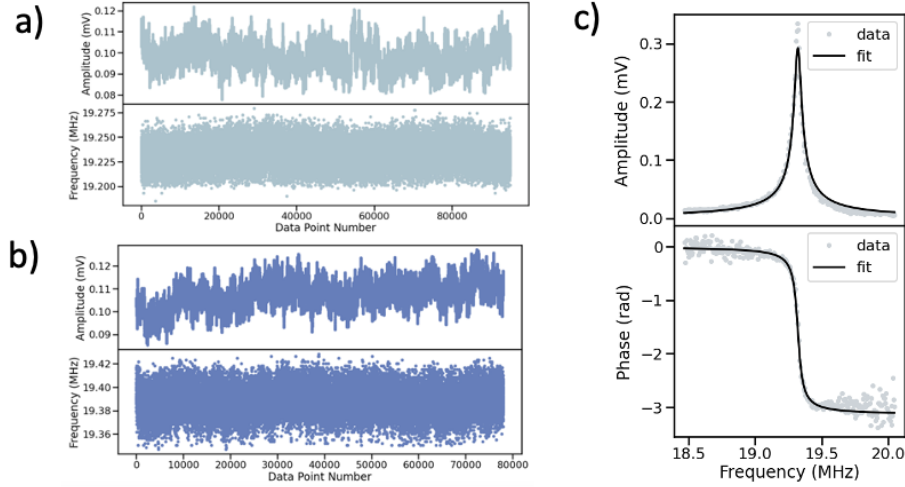 a)
0.12
0.11
0.10
0.09
0.08
Amplitude (mV)
19.275
19.250
19.225
19.200
Frequency (MHz)
0 20000 40000 60000 80000
Data Point Number
b)
0.12
0.11
0.10
0.09
Amplitude (mV)
19.42
19.40
19.38
19.36
Frequency (MHz)
0 10000 20000 30000 40000 50000 60000 70000 80000
Data Point Number
c)
data
fit
0.3
0.2
0.1
0.0
Amplitude (mV)
data
fit
0
−1
−2
−3
Phase (rad)
18.5 19.0 19.5 20.0
Frequency (MHz)